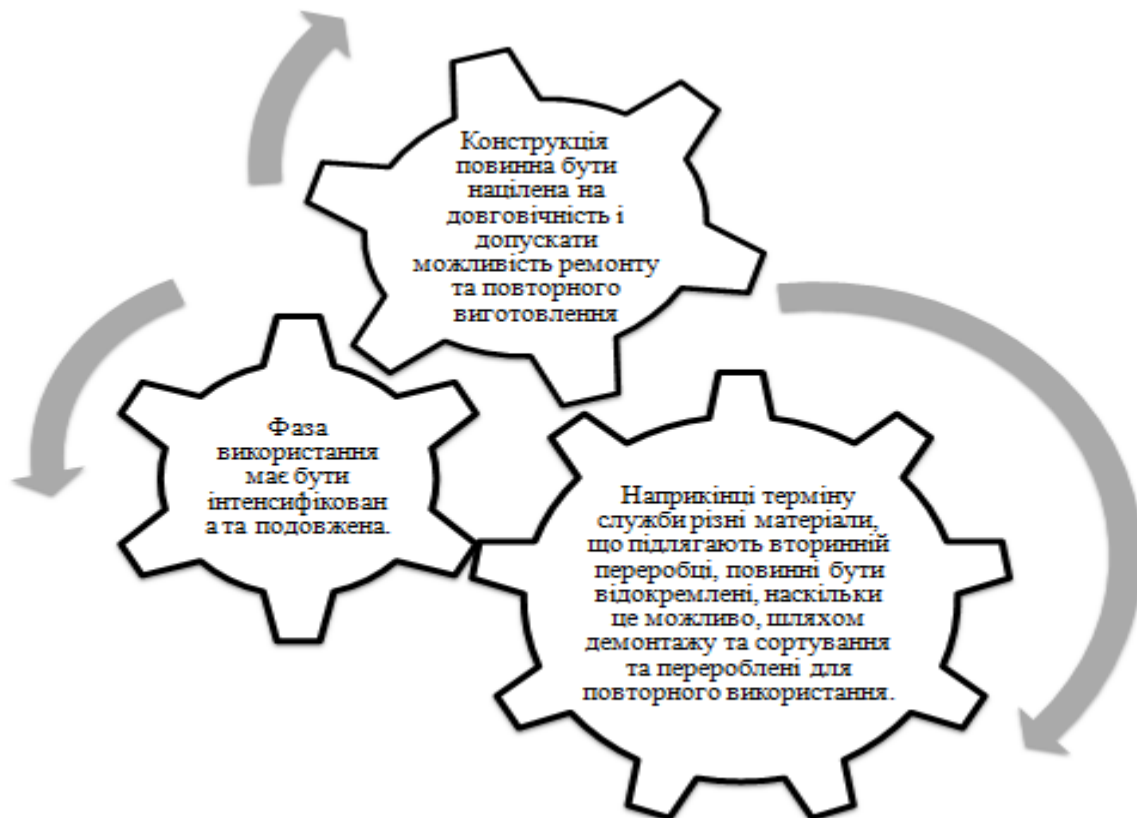 Конструкція
повинна бути
націлена на
довговічність і
допускати
можливість ремонту
та повторного
виготовлення
Фаза
використання
має бути
інтенсифікован
а та подовжена.
Наприкінці терміну
служби різні матеріали,
що підлягають вторинній
переробці, повинні бути
відокремлені, наскільки
це можливо, шляхом
демонтажу та сортування
та перероблені для
повторного використання.